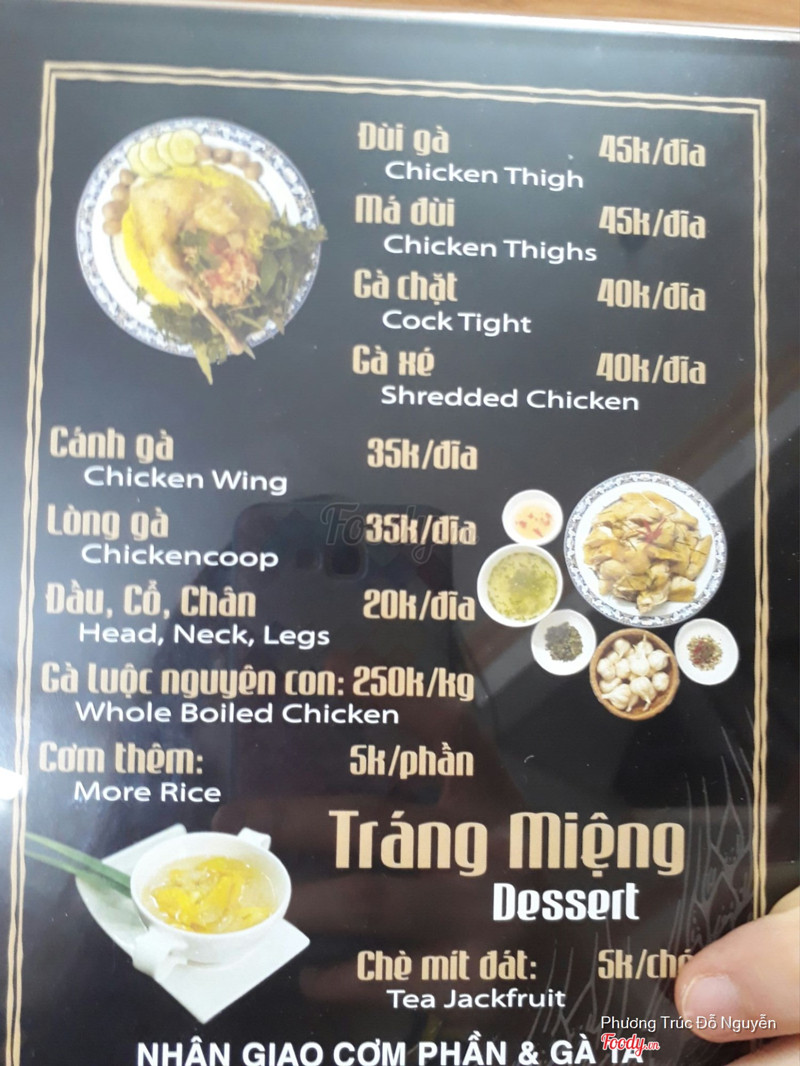 Đùi gà 45k/đĩa
Chicken Thigh
Má đùi 45k/đĩa
Chicken Thighs
Gà chặt 40k/đĩa
Cock Tight
Gà xé 40k/đĩa
Shredded Chicken
Cánh gà 35k/đĩa
Chicken Wing
Lòng gà 35k/đĩa
Chickencoop
Đầu, Cổ, Chân 20k/đĩa
Head, Neck, Legs
Gà luộc nguyên con: 250k/kg
Whole Boiled Chicken
Cơm thêm: 5k/phần
More Rice
Tráng Miệng
Dessert
Chè mít đát:
Tea Jackfruit
NHẬN GIAO CƠM PHẦN & GÀ TA
Foody
Phương Trúc Đỗ Nguyễn
Foody.vn